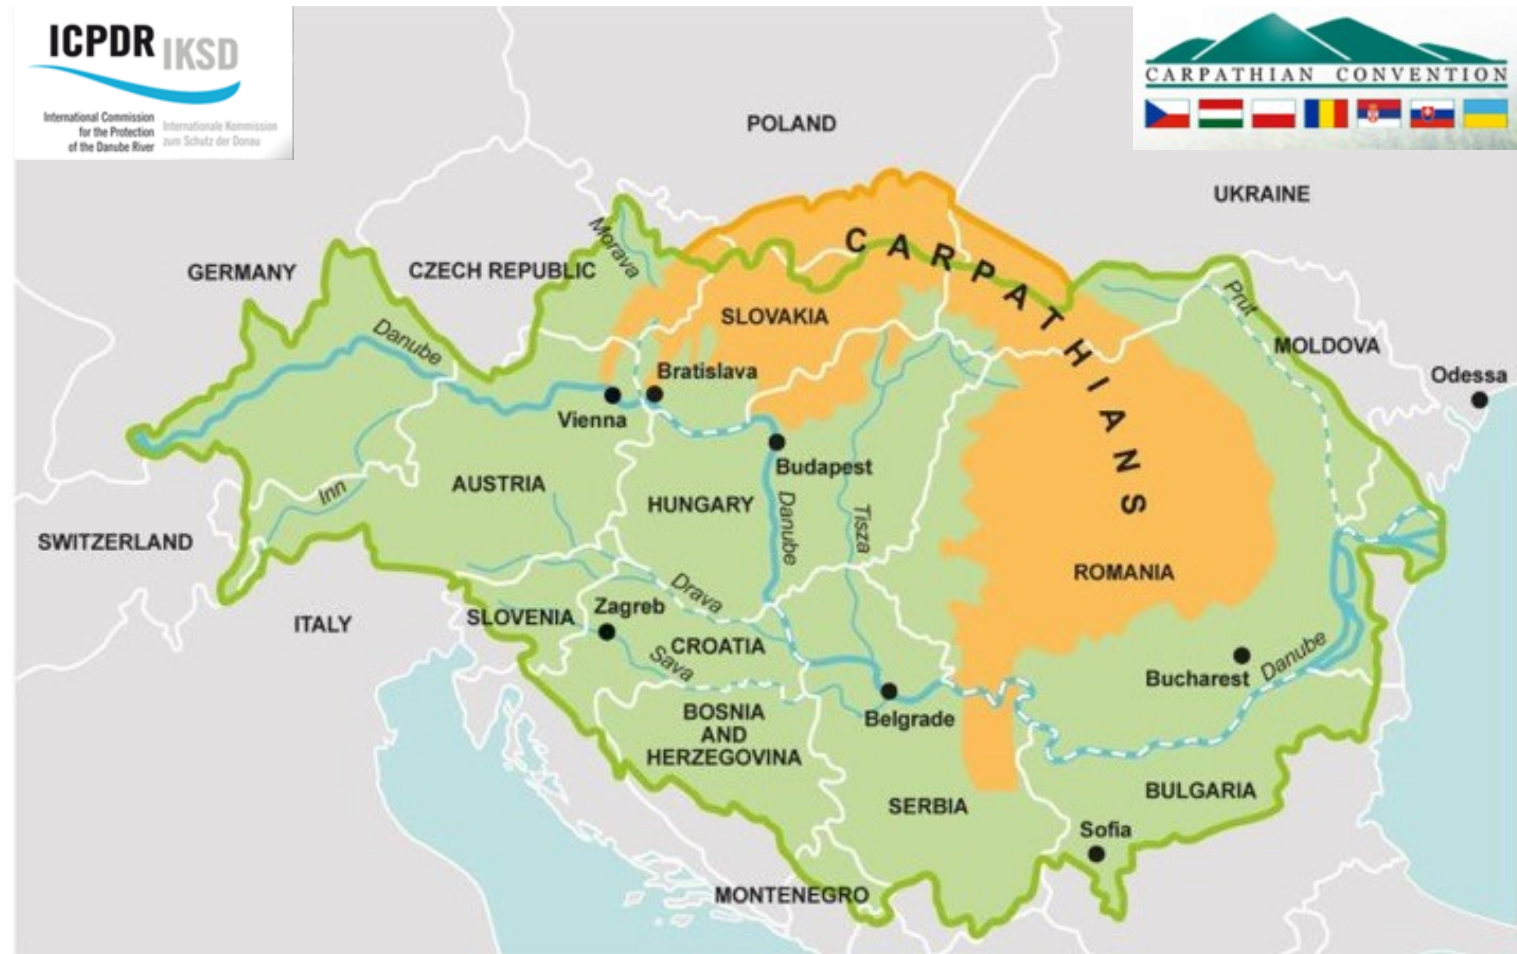 ICPDR IKSD
International Commission
for the Protection
of the Danube River
Internationale Kommission
zum Schutz der Donau
CARPATHIAN CONVENTION
POLAND
UKRAINE
GERMANY
CZECH REPUBLIC
Morava
CARPATHIANS
SLOVAKIA
Prut
MOLDOVA
Danube
Bratislava
Odessa
Vienna
Budapest
AUSTRIA
Inn
HUNGARY
Danube
Tisza
SWITZERLAND
ROMANIA
ITALY
SLOVENIA
Zagreb
Drava
CROATIA
Sava
Bucharest
Danube
Belgrade
BOSNIA
AND
HERZEGOVINA
SERBIA
BULGARIA
Sofia
MONTENEGRO